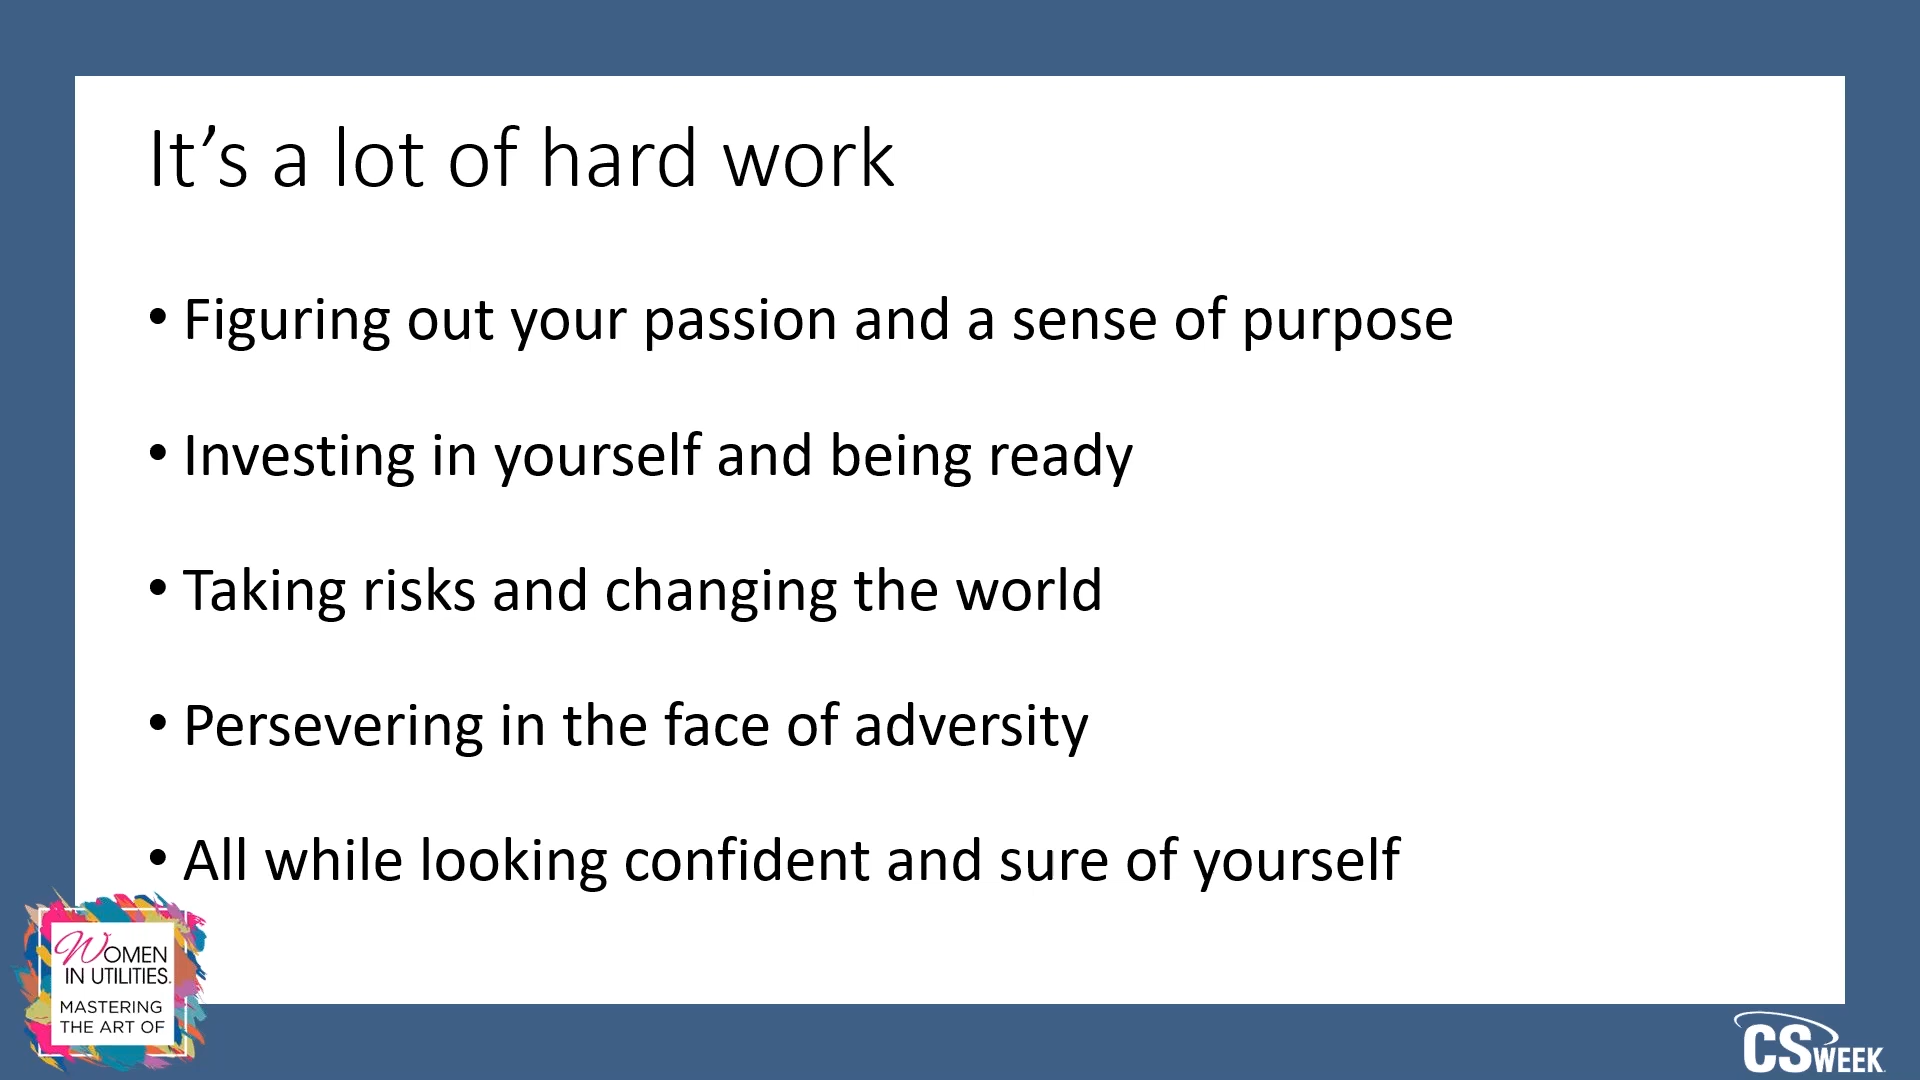 It’s a lot of hard work
• Figuring out your passion and a sense of purpose
• Investing in yourself and being ready
• Taking risks and changing the world
• Persevering in the face of adversity
• All while looking confident and sure of yourself
WOMEN
IN UTILITIES.
MASTERING
THE ART OF
CSWEEK